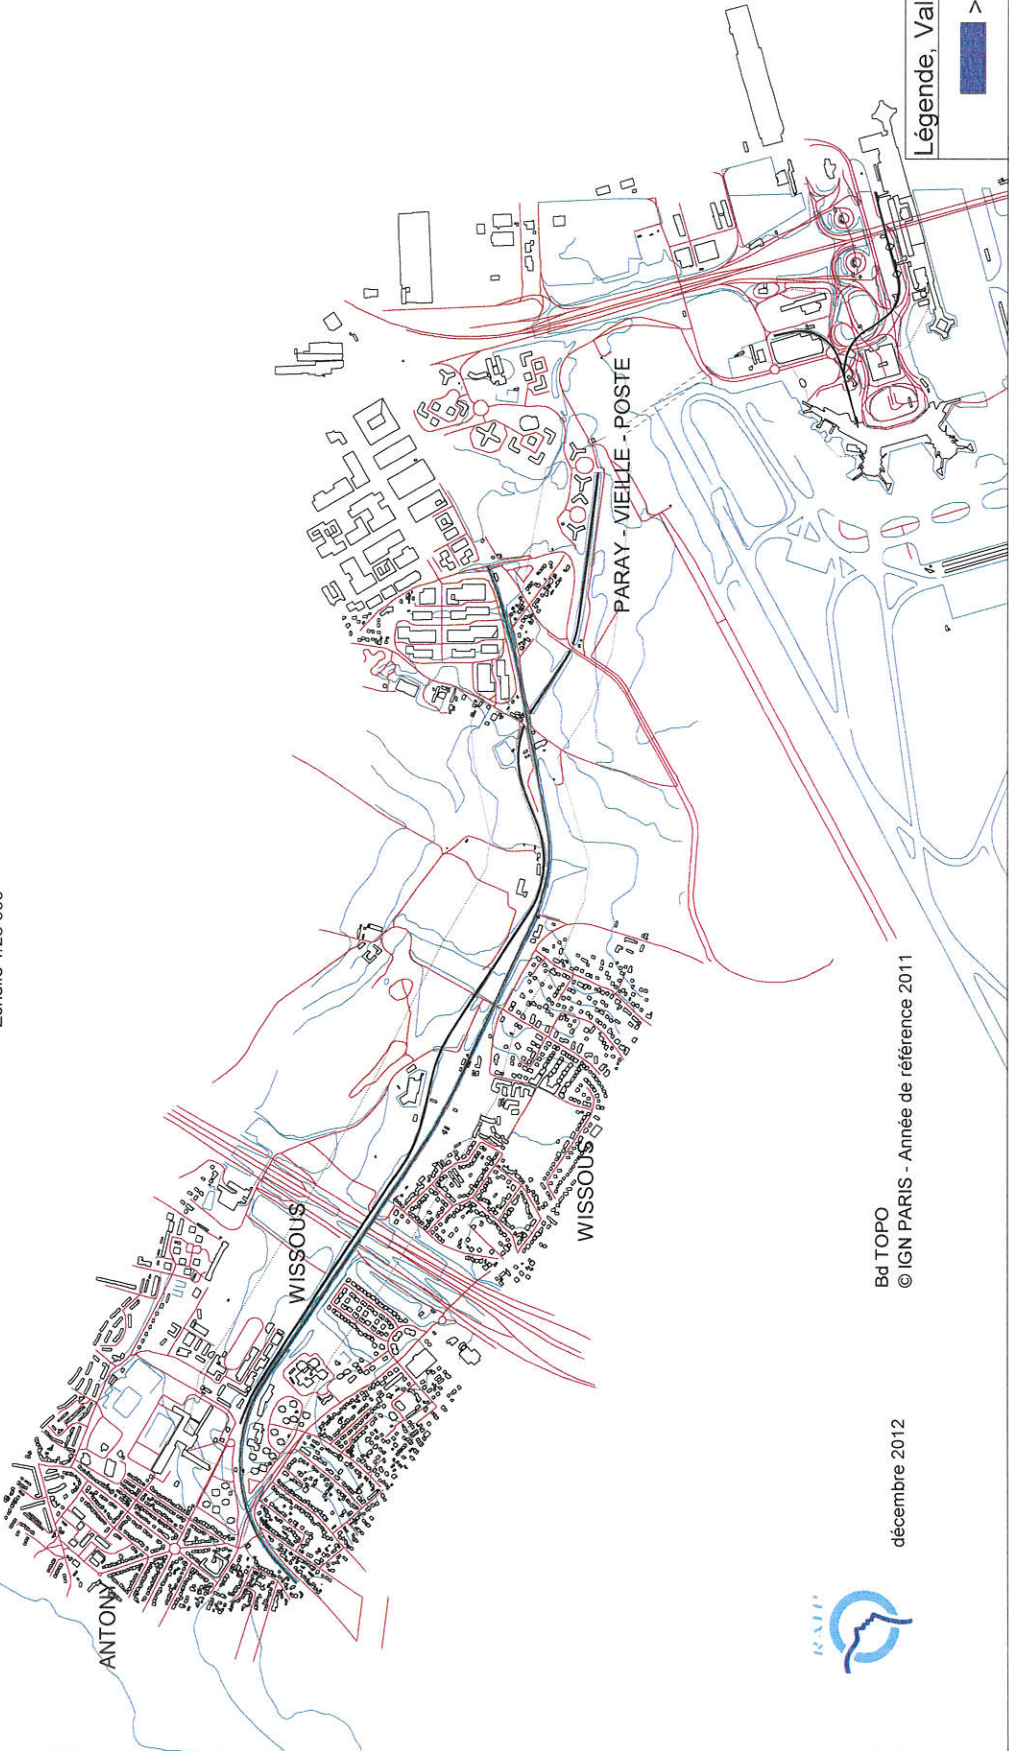 Légende, Val
>
PARAY - VIEILLE - POSTE
WISSOUS
WISSOUS
ANTONY
Bd TOPO
© IGN PARIS - Année de référence 2011
décembre 2012
RATP